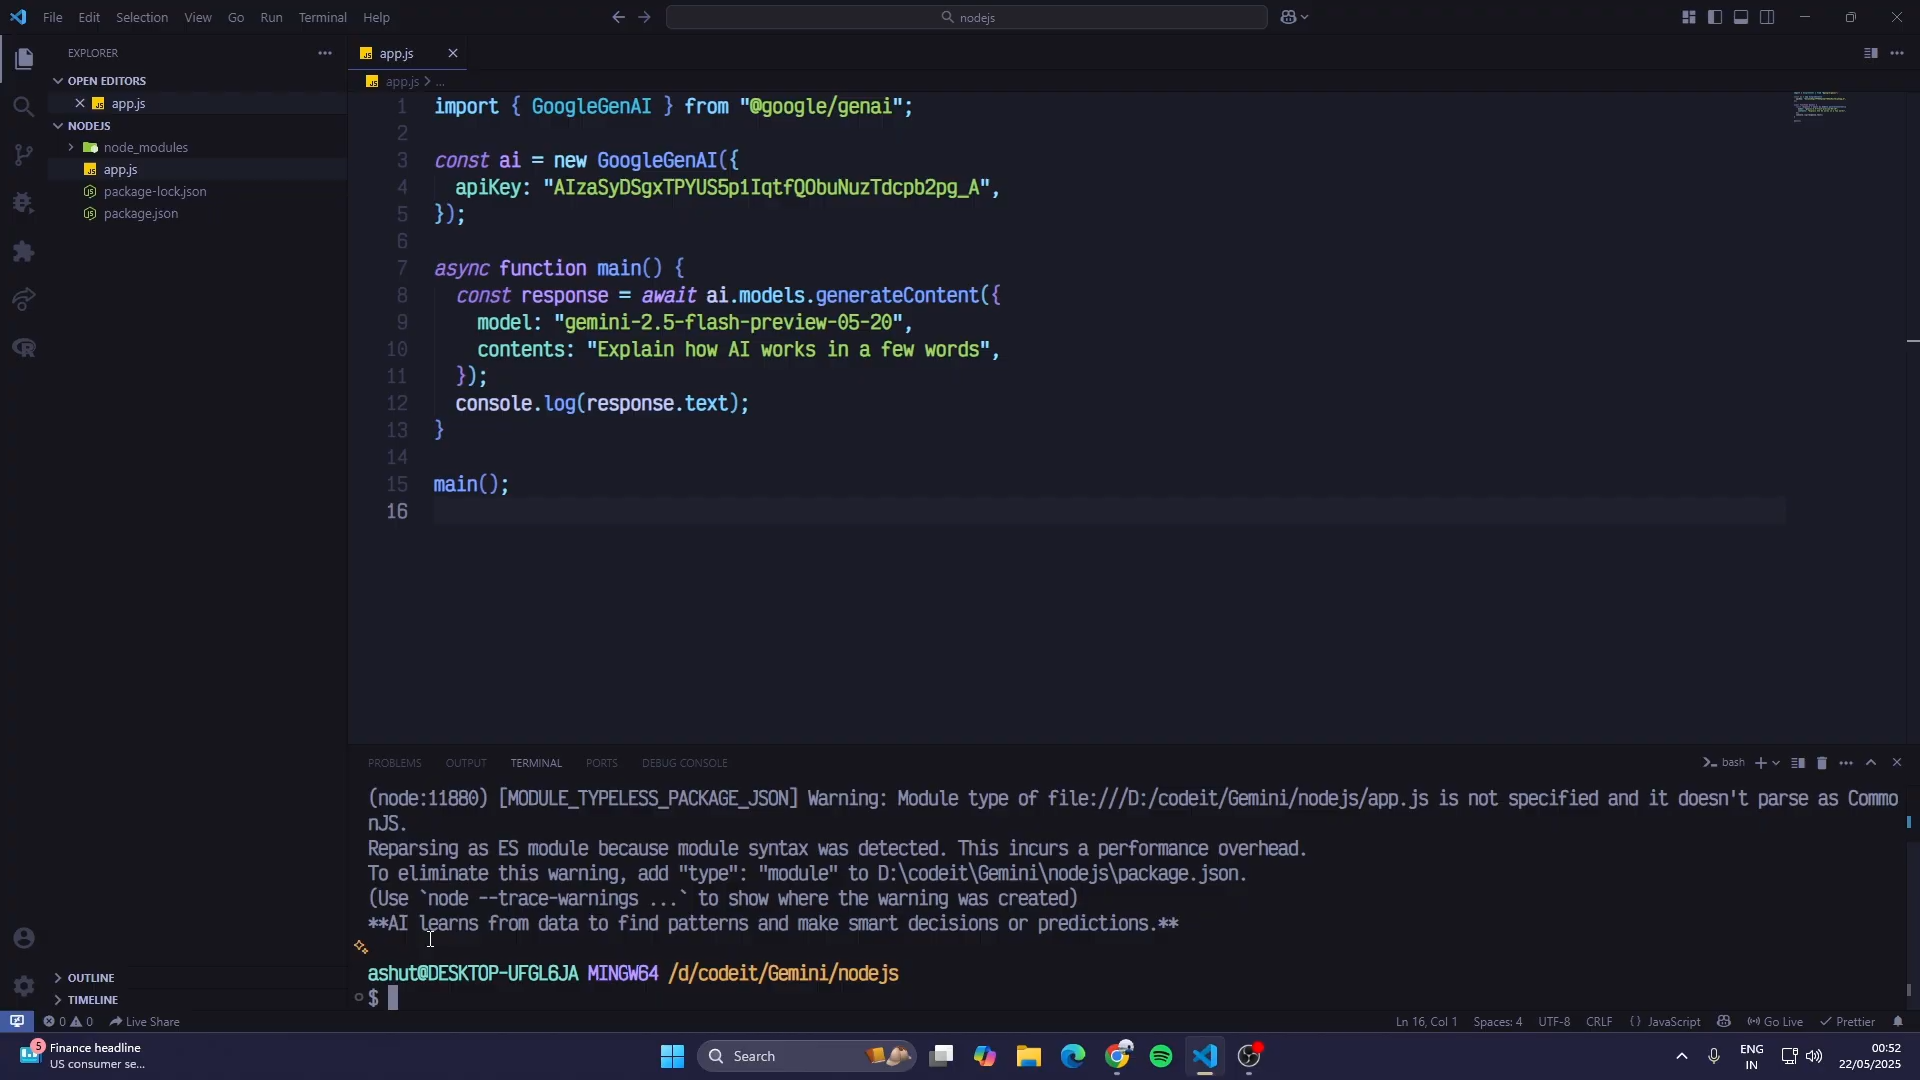 File Edit Selection View Go Run Terminal Help
nodejs
EXPLORER
OPEN EDITORS
app.js
NODEJS
node_modules
app.js
package-lock.json
package.json
OUTLINE
TIMELINE
app.js
app.js > ...
1 import { GoogleGenAI } from "@google/genai";
2
3 const ai = new GoogleGenAI({
4 apiKey: "AIzaSyDSgxTPYUS5p1IqtfQObuNuzTdcpb2pg_A",
5 });
6
7 async function main() {
8 const response = await ai.models.generateContent({
9 model: "gemini-2.5-flash-preview-05-20",
10 contents: "Explain how AI works in a few words",
11 });
12 console.log(response.text);
13 }
14
15 main();
16
PROBLEMS OUTPUT TERMINAL PORTS DEBUG CONSOLE
bash
(node:11880) [MODULE_TYPELESS_PACKAGE_JSON] Warning: Module type of file:///D:/codeit/Gemini/nodejs/app.js is not specified and it doesn't parse as Commo
nJS.
Reparsing as ES module because module syntax was detected. This incurs a performance overhead.
To eliminate this warning, add "type": "module" to D:\codeit\Gemini\nodejs\package.json.
(Use `node --trace-warnings ...` to show where the warning was created)
**AI learns from data to find patterns and make smart decisions or predictions.**
ashut@DESKTOP-UFGL6JA MINGW64 /d/codeit/Gemini/nodejs
$
0 0 Live Share Ln 16, Col 1 Spaces: 4 UTF-8 CRLF {} JavaScript Go Live Prettier
5 Finance headline
US consumer se...
Search
ENG
IN
00:52
22/05/2025